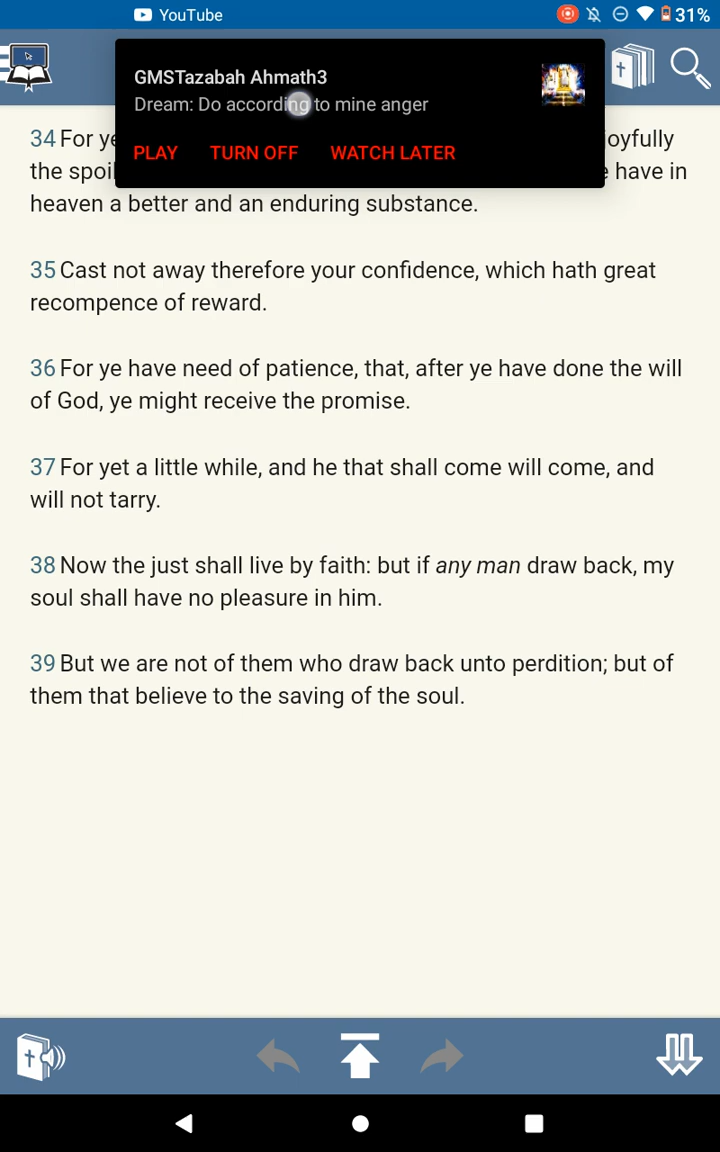 YouTube
31%
GMSTazabah Ahmath3
Dream: Do according to mine anger
PLAY TURN OFF WATCH LATER
34 For ye oyfully
the spoil e have in
heaven a better and an enduring substance.
35 Cast not away therefore your confidence, which hath great
recompence of reward.
36 For ye have need of patience, that, after ye have done the will
of God, ye might receive the promise.
37 For yet a little while, and he that shall come will come, and
will not tarry.
38 Now the just shall live by faith: but if any man draw back, my
soul shall have no pleasure in him.
39 But we are not of them who draw back unto perdition; but of
them that believe to the saving of the soul.